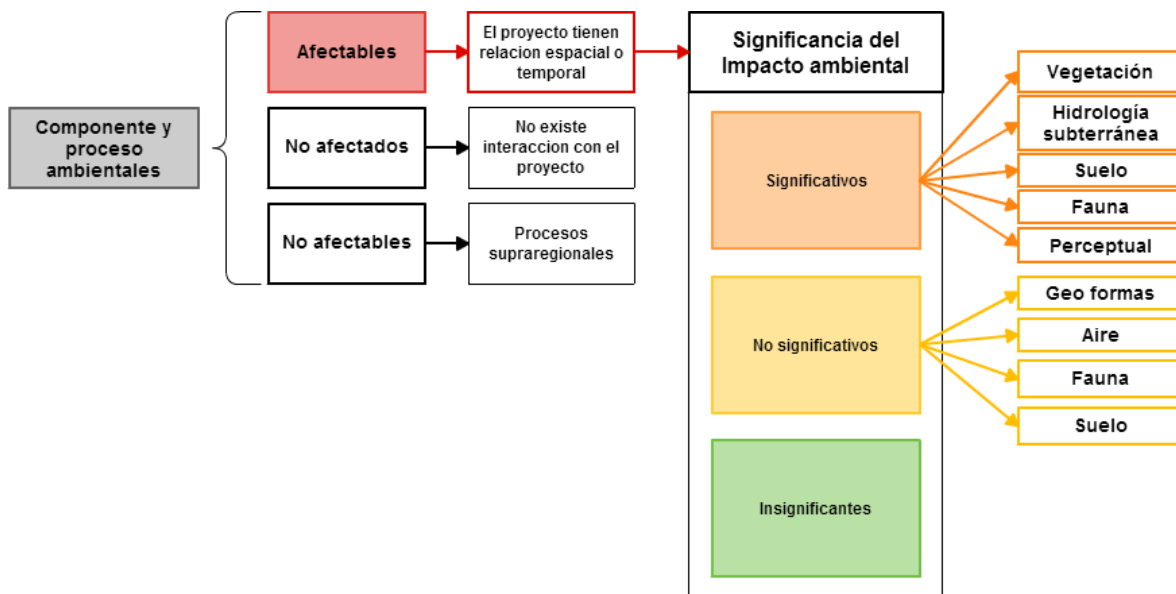 Componente y
proceso
ambientales
Afectables
El proyecto tienen
relacion espacial o
temporal
No afectados
No existe
interaccion con el
proyecto
No afectables
Procesos
supraregionales
Significancia del
Impacto ambiental
Significativos
Vegetación
Hidrología
subterránea
Suelo
Fauna
Perceptual
No significativos
Geo formas
Aire
Fauna
Suelo
Insignificantes